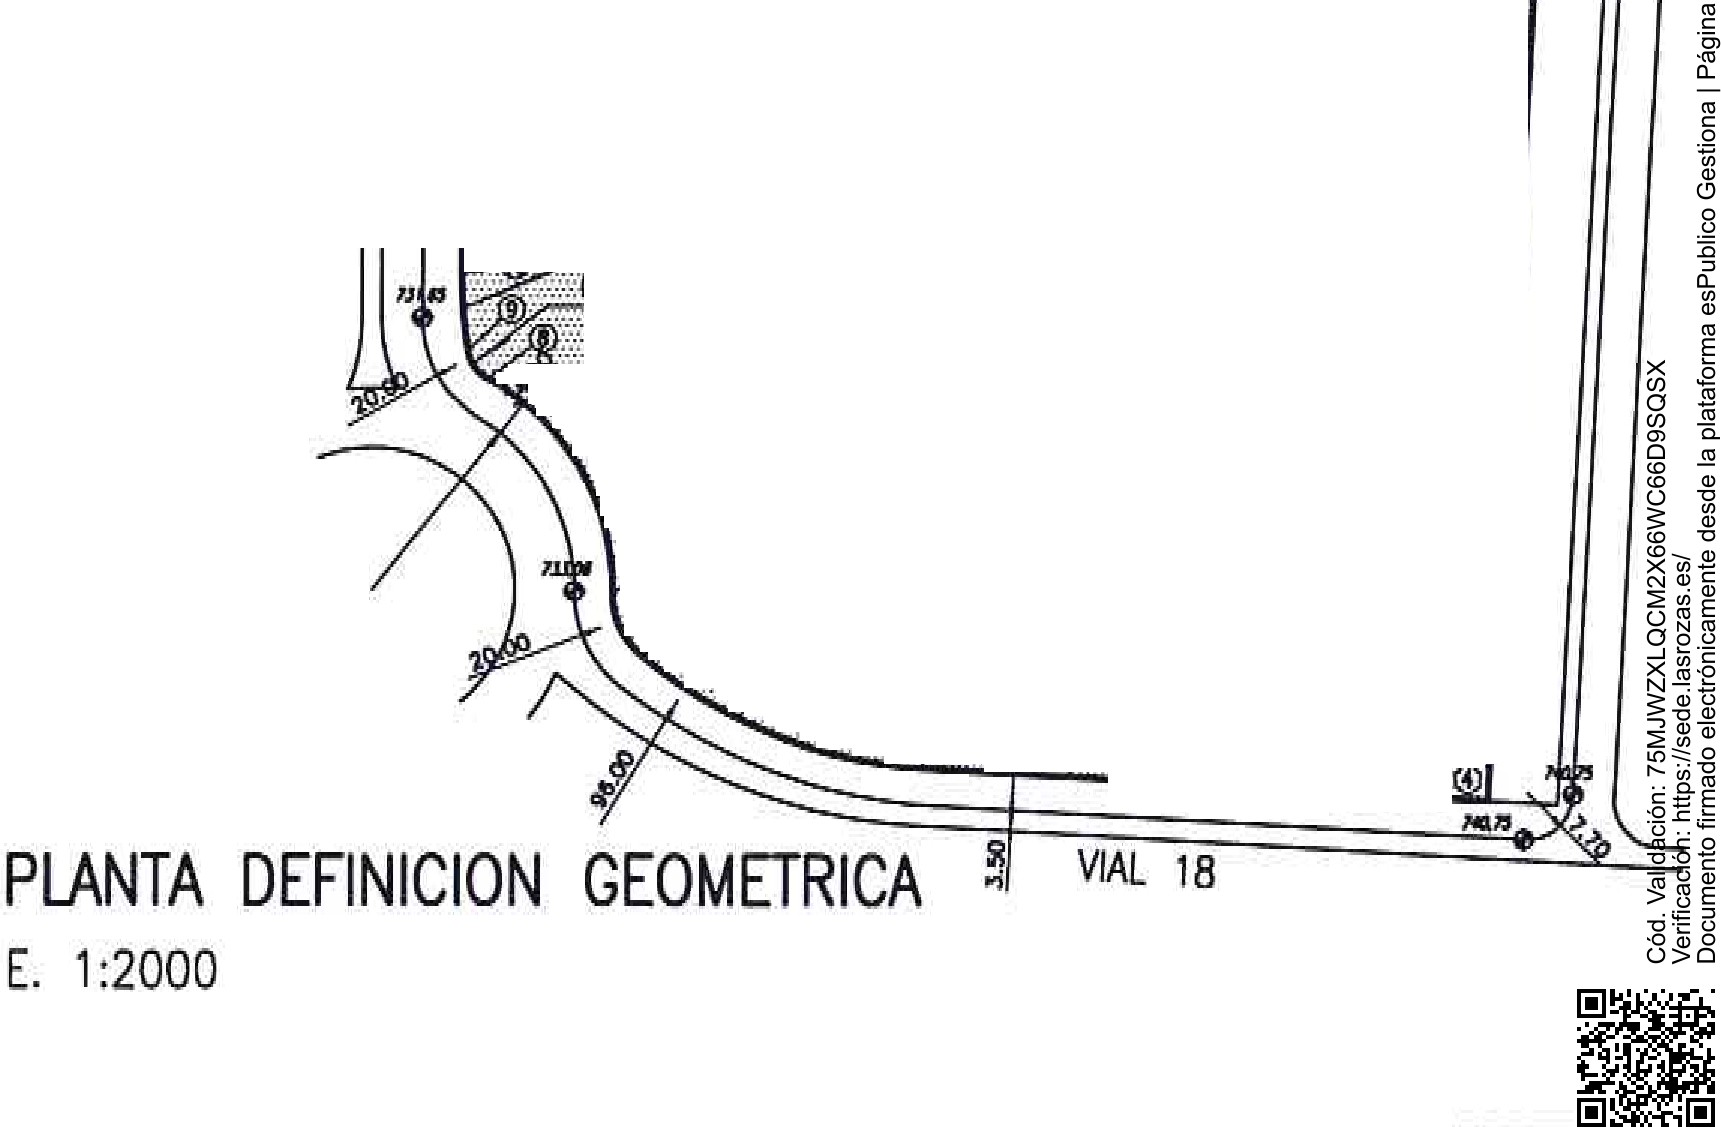 9
8
20.00
20.00
96.00
3.50
VIAL 18
(4)
740,75
740,75
7.70
PLANTA DEFINICION GEOMETRICA
E. 1:2000
Cód. Validación: 75MJWZXLQCM2X66WC66D9SQSX
Verificación: https://sede.lasrozas.es/
Documento firmado electrónicamente desde la plataforma esPublico Gestiona | Página